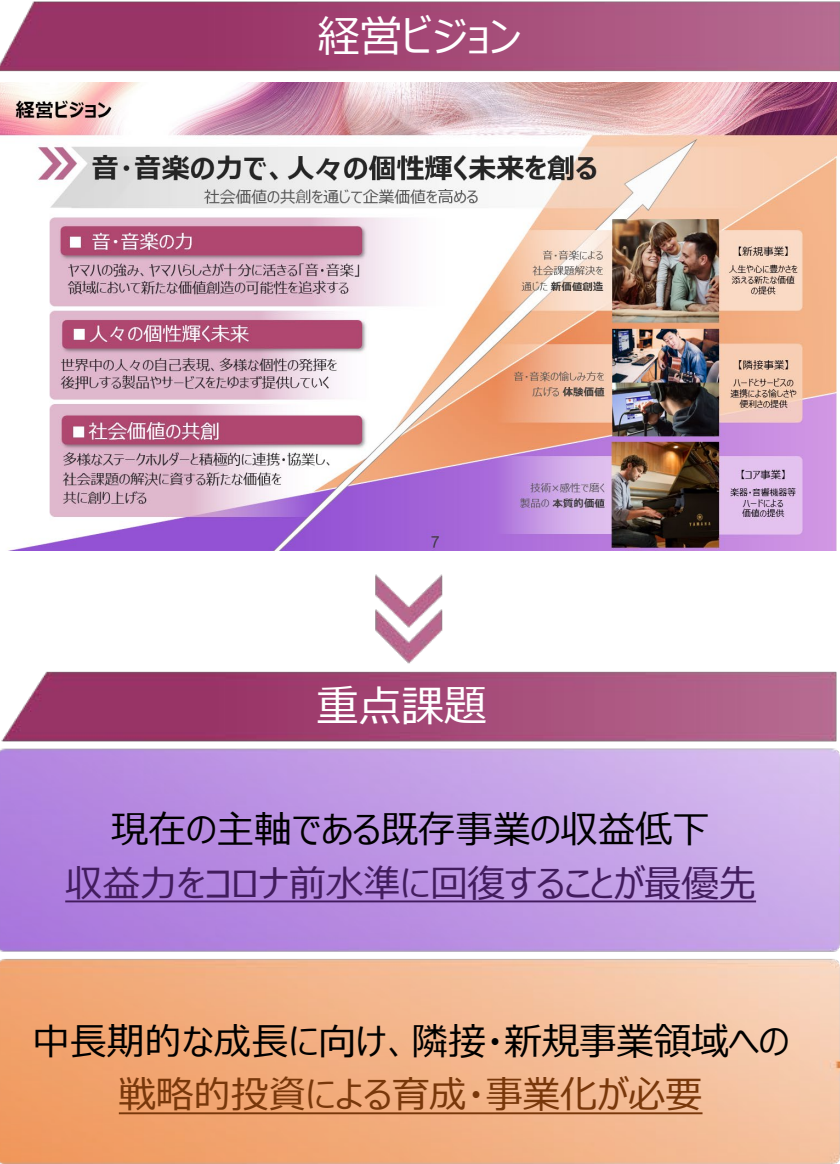 経営ビジョン
経営ビジョン
音・音楽の力で、人々の個性輝く未来を創る
社会価値の共創を通じて企業価値を高める
■ 音・音楽の力
ヤマハの強み、ヤマハらしさが十分に活きる「音・音楽」
領域において新たな価値創造の可能性を追求する
■人々の個性輝く未来
世界中の人々の自己表現、多様な個性の発揮を
後押しする製品やサービスをたゆまず提供していく
■社会価値の共創
多様なステークホルダーと積極的に連携・協業し、
社会課題の解決に資する新たな価値を
共に創り上げる
音・音楽による
社会課題解決を
通じた 新価値創造
【新規事業】
人生や心に豊かさを
添える新たな価値
の提供
音・音楽の愉しみ方を
広げる 体験価値
【隣接事業】
ハードとサービスの
連携による愉しさや
便利さの提供
技術×感性で磨く
製品の 本質的価値
YAMAHA
【コア事業】
楽器・音響機器等
ハードによる
価値の提供
7
重点課題
現在の主軸である既存事業の収益低下
収益力をコロナ前水準に回復することが最優先
中長期的な成長に向け、隣接・新規事業領域への
戦略的投資による育成・事業化が必要